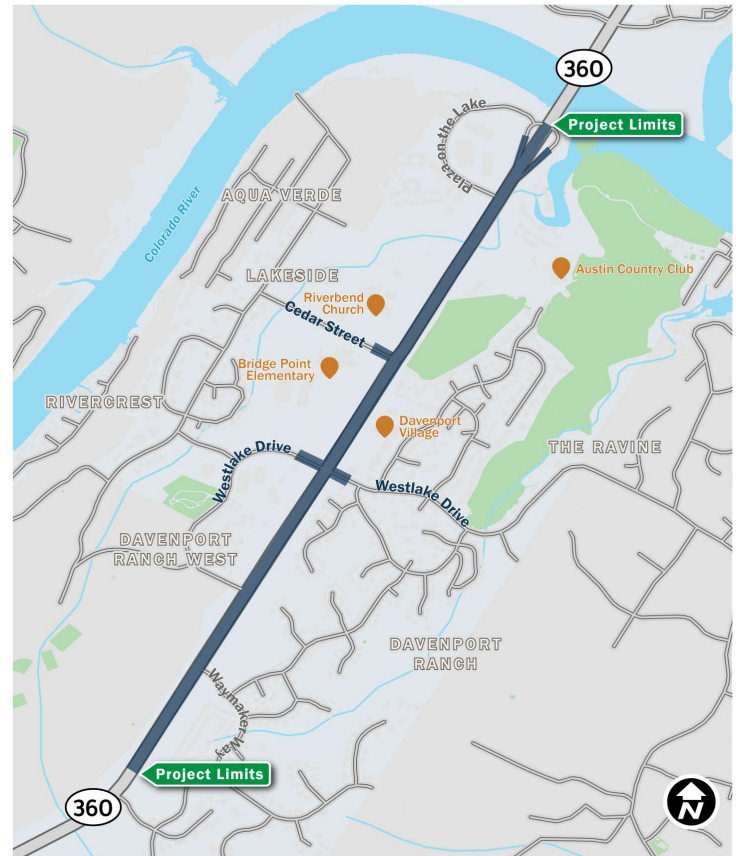 360
Project Limits
Plaza on the Lake
AQUA VERDE
Colorado River
Austin Country Club
LAKESIDE
Riverbend
Church
Cedar Street
Bridge Point
Elementary
RIVERCREST
Davenport
Village
THE RAVINE
Westlake Drive
Westlake Drive
DAVENPORT
RANCH WEST
DAVENPORT
RANCH
Waymaker Way
Project Limits
360
N